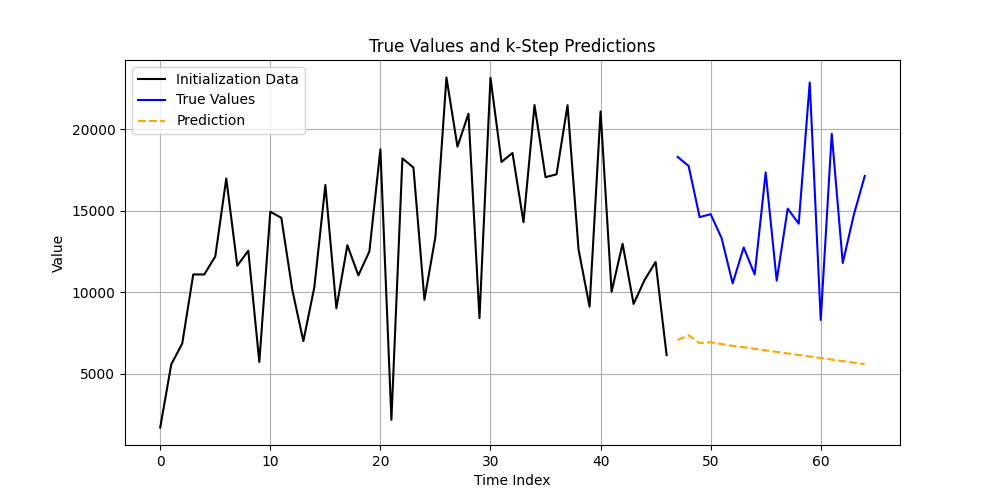 True Values and k-Step Predictions
Initialization Data
True Values
Prediction
Value
20000
15000
10000
5000
0 10 20 30 40 50 60
Time Index